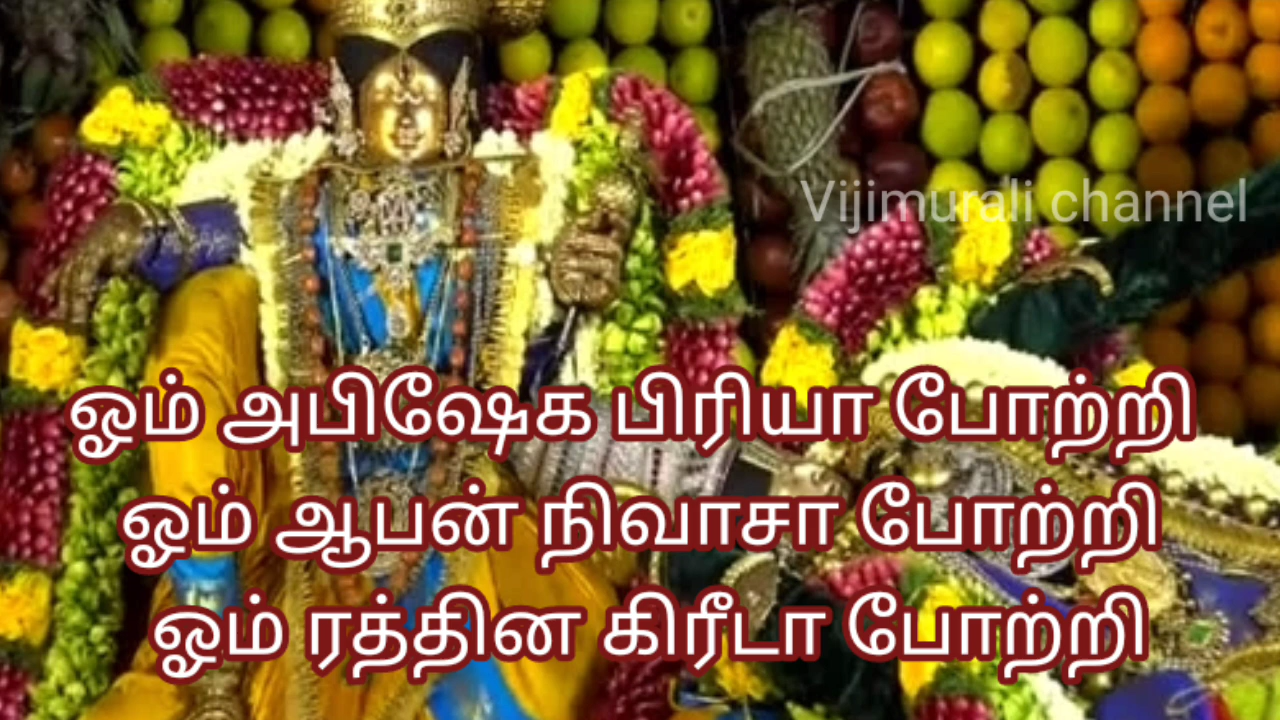 Vijimurali channel
ஓம் அபிஷேக பிரியா போற்றி
ஓம் ஆபன் நிவாசா போற்றி
ஓம் ரத்தின கிரீடா போற்றி